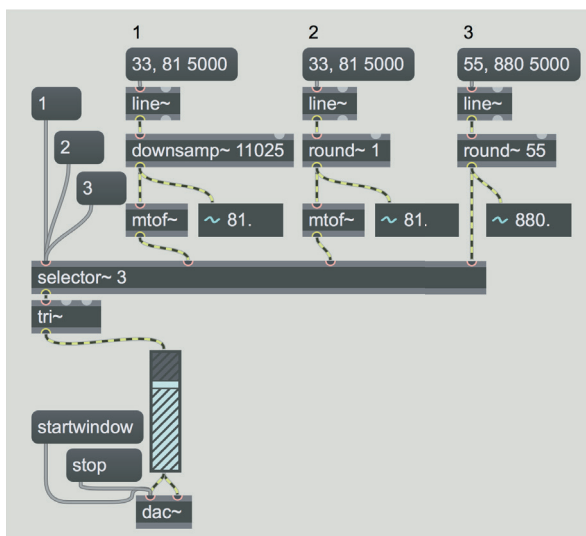 1 2 3
33, 81 5000 33, 81 5000 55, 880 5000
1
line~ line~ line~
2
downsamp~ 11025 round~ 1 round~ 55
3
mtof~ ~ 81. mtof~ ~ 81. ~ 880.
selector~ 3
tri~
startwindow
stop
dac~